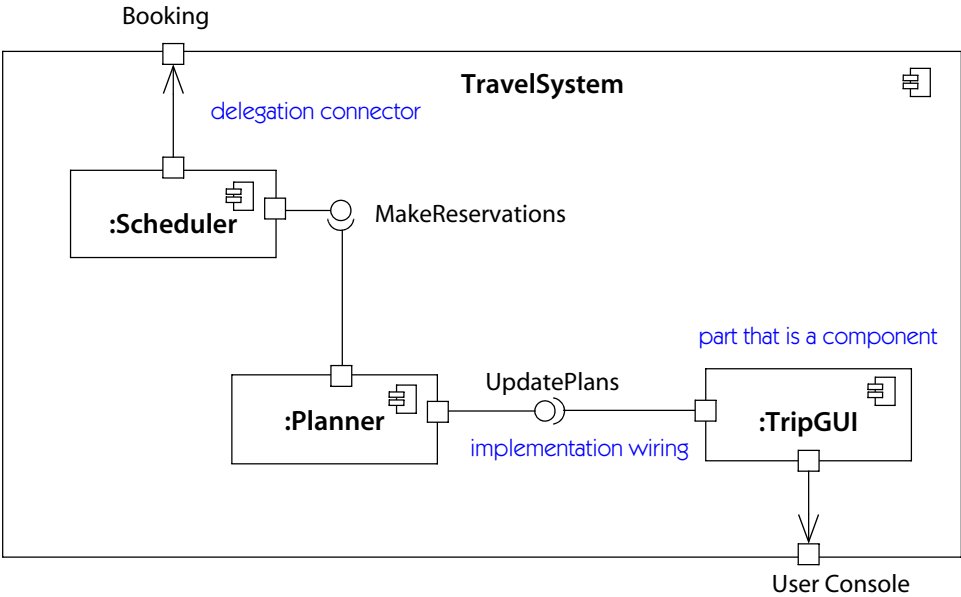 Booking
TravelSystem
delegation connector
:Scheduler
MakeReservations
part that is a component
UpdatePlans
:Planner
:TripGUI
implementation wiring
User Console